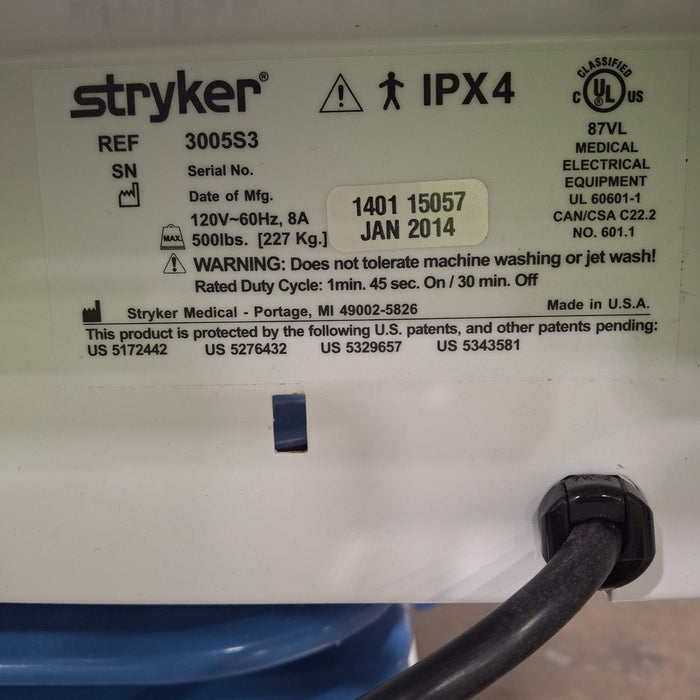 stryker® IPX4
REF 3005S3
SN Serial No.
Date of Mfg.
1401 15057
JAN 2014
120V~60Hz, 8A
MAX 500lbs. [227 Kg.]
CLASSIFIED
C UL® US
87VL
MEDICAL
ELECTRICAL
EQUIPMENT
UL 60601-1
CAN/CSA C22.2
NO. 601.1
WARNING: Does not tolerate machine washing or jet wash!
Rated Duty Cycle: 1min. 45 sec. On / 30 min. Off
Stryker Medical - Portage, MI 49002-5826 Made in U.S.A.
This product is protected by the following U.S. patents, and other patents pending:
US 5172442 US 5276432 US 5329657 US 5343581